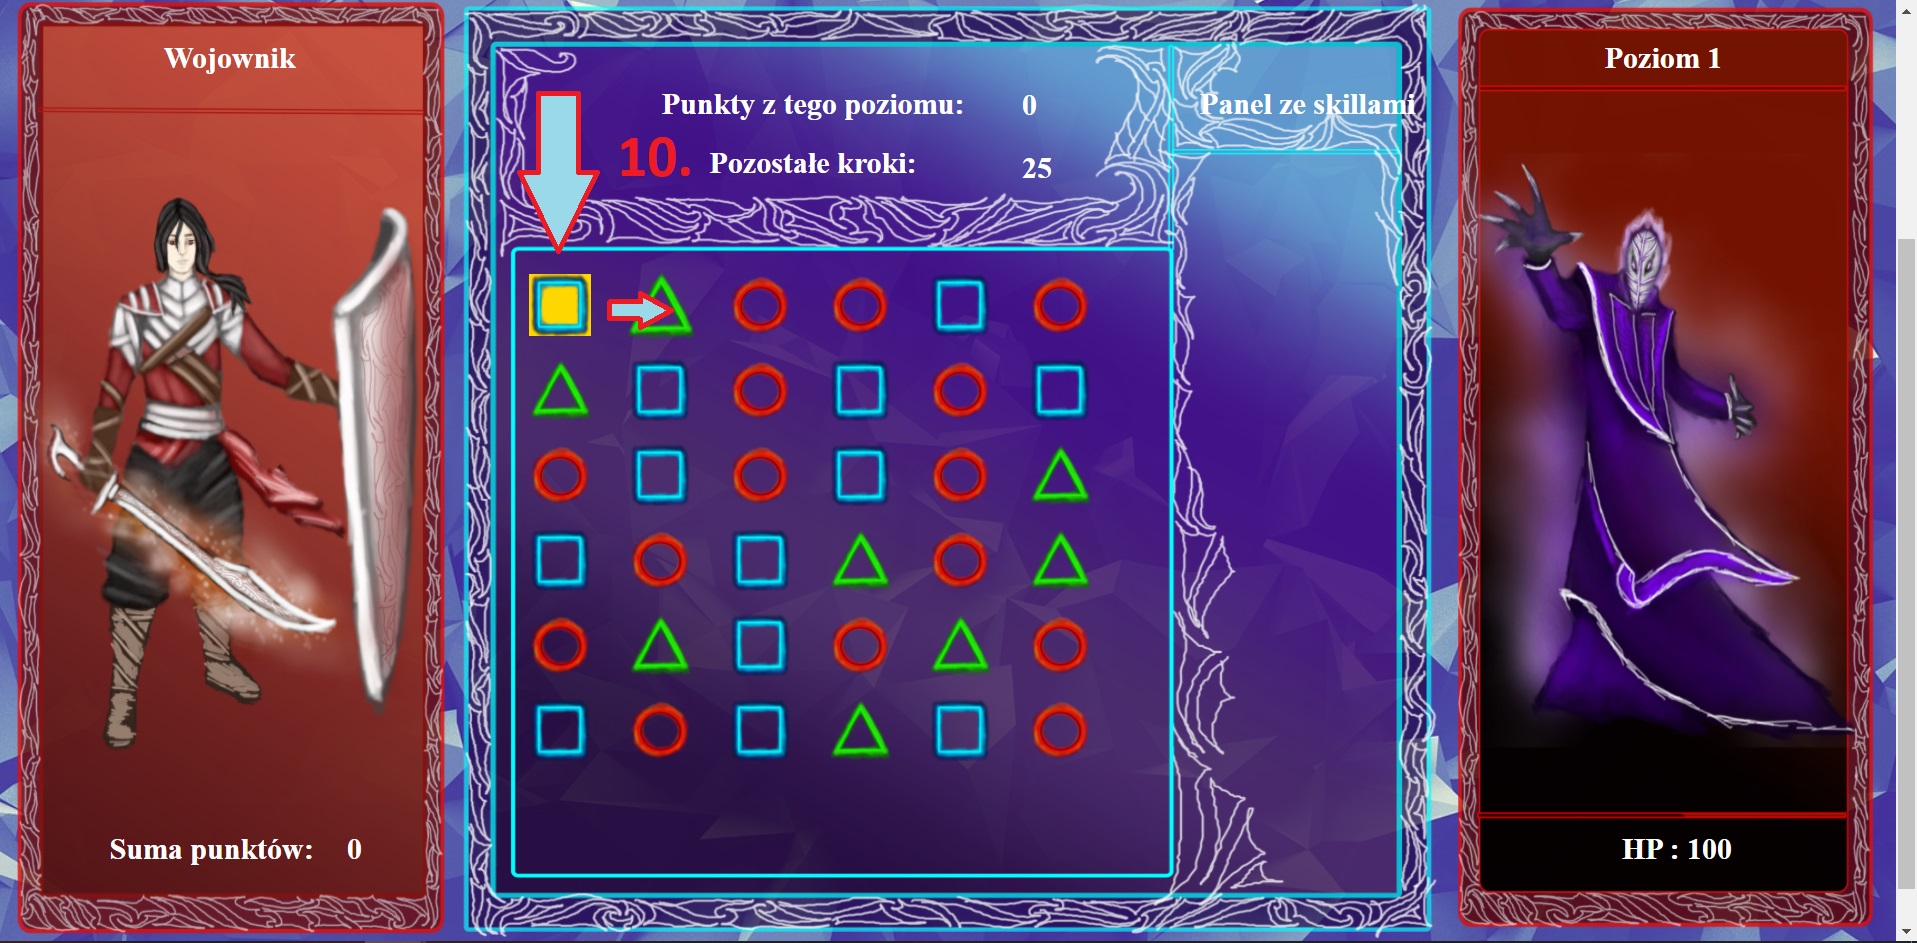 Wojownik
Suma punktów: 0
Punkty z tego poziomu: 0
10. Pozostałe kroki: 25
Panel ze skillami
Poziom 1
HP : 100